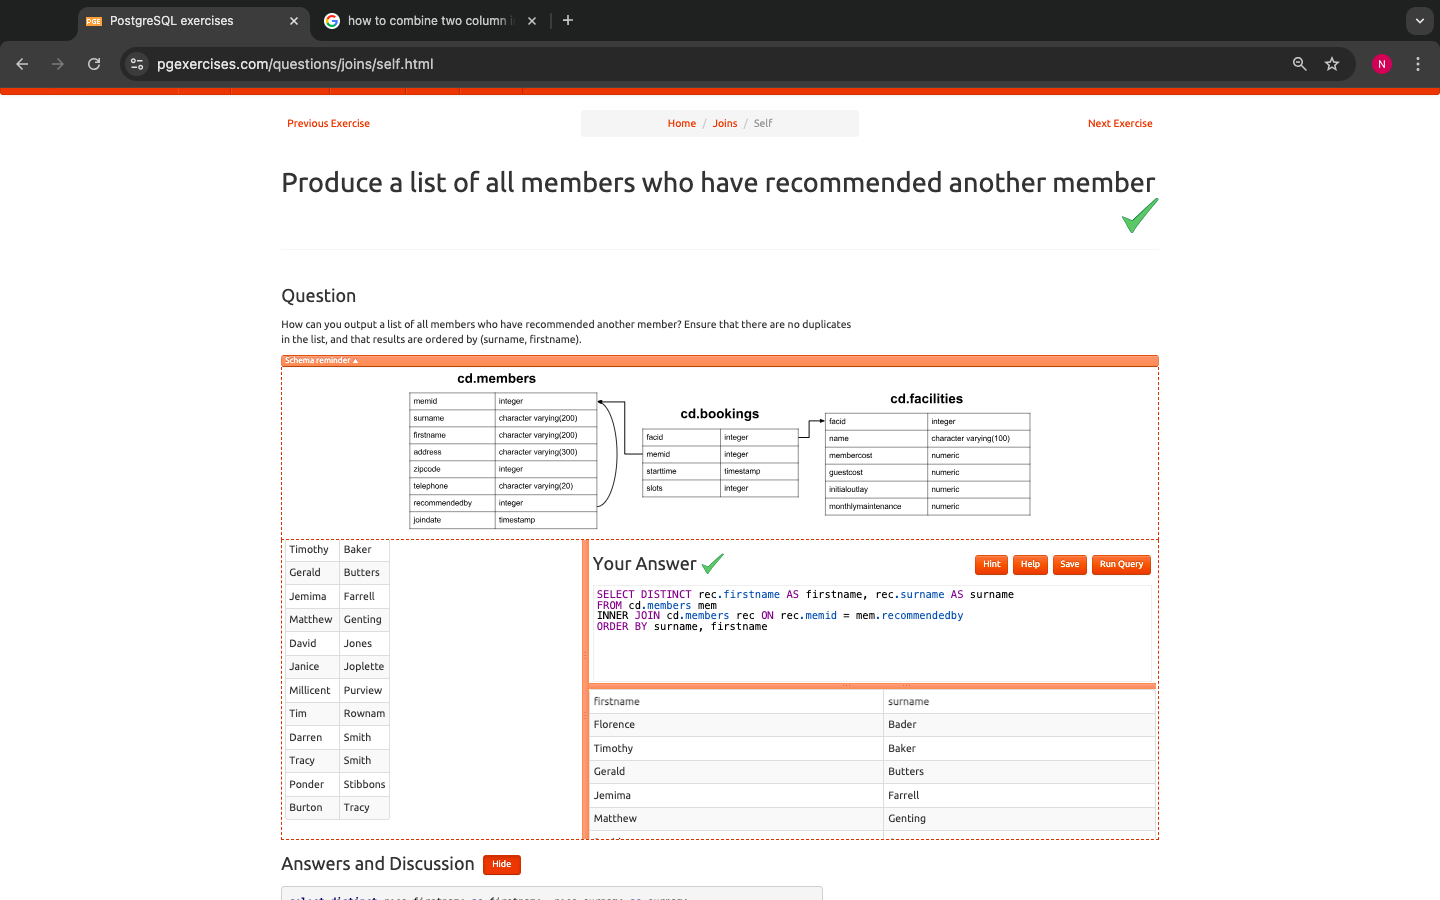 PGE PostgreSQL exercises
how to combine two column i
pgexercises.com/questions/joins/self.html
N
Previous Exercise
Home / Joins / Self
Next Exercise
Produce a list of all members who have recommended another member
Question
How can you output a list of all members who have recommended another member? Ensure that there are no duplicates
in the list, and that results are ordered by (surname, firstname).
Schema reminder
cd.members
memid integer
surname character varying(200)
firstname character varying(200)
address character varying(300)
zipcode integer
telephone character varying(20)
recommendedby integer
joindate timestamp
cd.bookings
facid integer
memid integer
starttime timestamp
slots integer
cd.facilities
facid integer
name character varying(100)
membercost numeric
guestcost numeric
initialoutlay numeric
monthlymaintenance numeric
Timothy Baker
Gerald Butters
Jemima Farrell
Matthew Genting
David Jones
Janice Joplette
Millicent Purview
Tim Rownam
Darren Smith
Tracy Smith
Ponder Stibbons
Burton Tracy
Your Answer
Hint Help Save Run Query
SELECT DISTINCT rec.firstname AS firstname, rec.surname AS surname
FROM cd.members mem
INNER JOIN cd.members rec ON rec.memid = mem.recommendedby
ORDER BY surname, firstname
firstname surname
Florence Bader
Timothy Baker
Gerald Butters
Jemima Farrell
Matthew Genting
Answers and Discussion
Hide